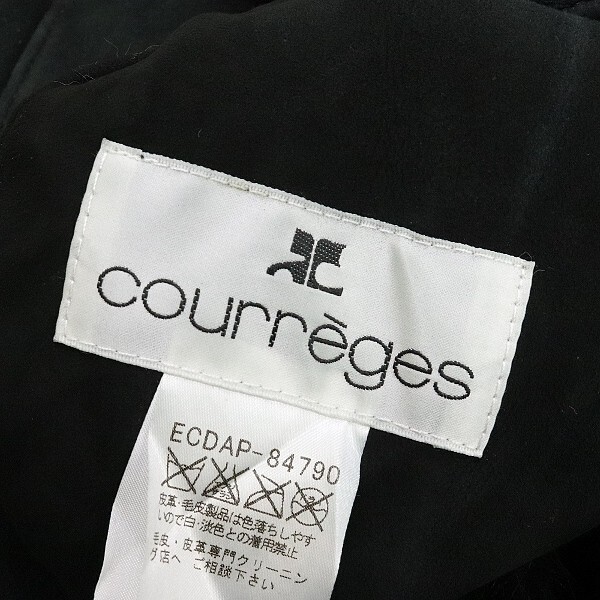 courrèges
ECDAP-84790
皮革・毛皮製品は色落ちしやす
いので白・淡色との着用禁止
毛皮・皮革専門クリーニン
グ店へ ご相談下さい